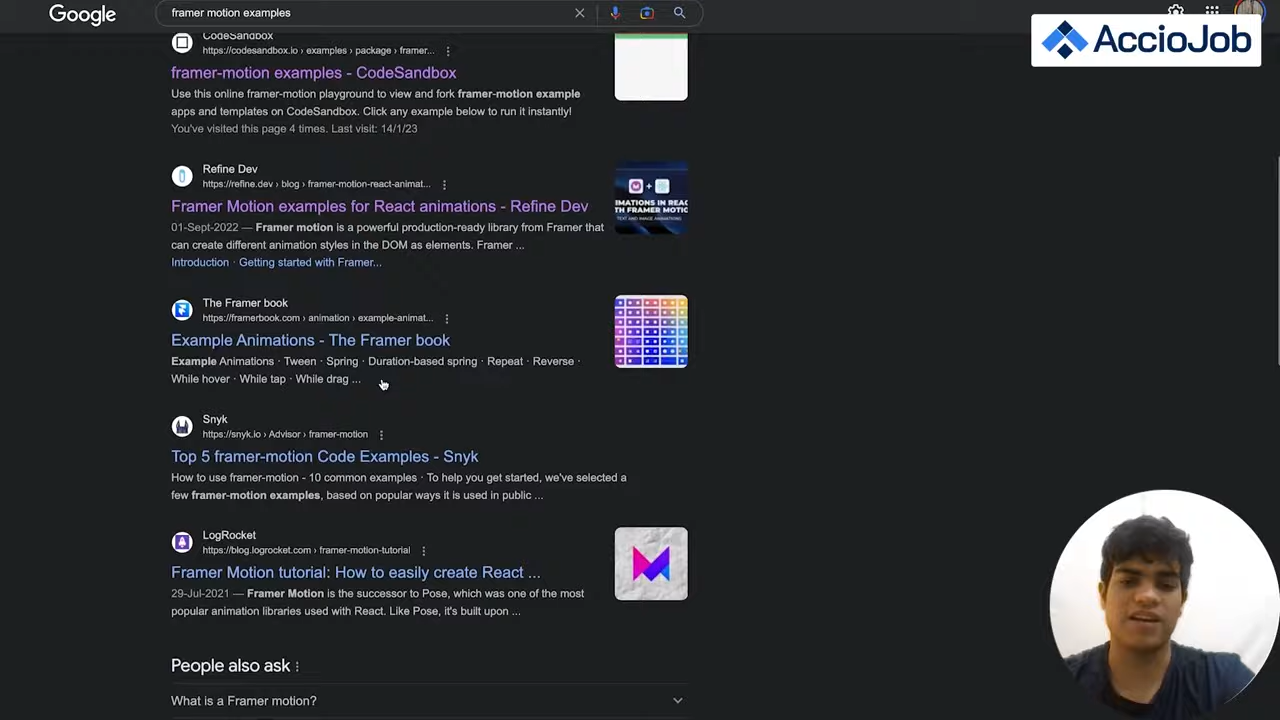 Google
framer motion examples
AccioJob
CodeSandbox
https://codesandbox.io › examples › package › framer...
framer-motion examples - CodeSandbox
Use this online framer-motion playground to view and fork framer-motion example
apps and templates on CodeSandbox. Click any example below to run it instantly!
You've visited this page 4 times. Last visit: 14/1/23
Refine Dev
https://refine.dev › blog › framer-motion-react-animat...
Framer Motion examples for React animations - Refine Dev
01-Sept-2022 — Framer motion is a powerful production-ready library from Framer that
can create different animation styles in the DOM as elements. Framer ...
Introduction · Getting started with Framer...
IMATIONS IN REAC
TH FRAMER MOTIO
TEXT AND IMAGE ANIMATIONS
The Framer book
https://framerbook.com › animation › example-animat...
Example Animations - The Framer book
Example Animations · Tween · Spring · Duration-based spring · Repeat · Reverse ·
While hover · While tap · While drag ...
Snyk
https://snyk.io › Advisor › framer-motion
Top 5 framer-motion Code Examples - Snyk
How to use framer-motion - 10 common examples · To help you get started, we've selected a
few framer-motion examples, based on popular ways it is used in public ...
LogRocket
https://blog.logrocket.com › framer-motion-tutorial
Framer Motion tutorial: How to easily create React ...
29-Jul-2021 — Framer Motion is the successor to Pose, which was one of the most
popular animation libraries used with React. Like Pose, it's built upon ...
People also ask
What is a Framer motion?